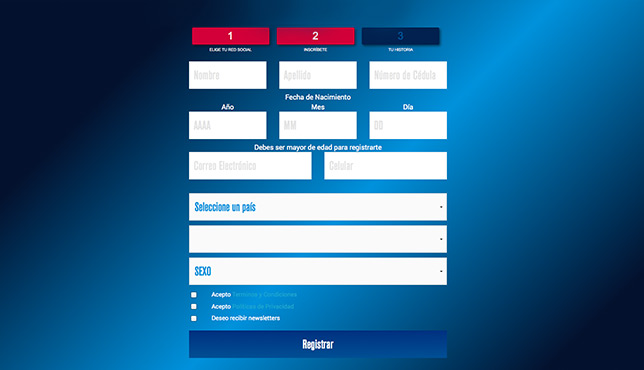 1 2 3
ELIGE TU RED SOCIAL INSCRÍBETE TU HISTORIA
Nombre Apellido Número de Cédula
Fecha de Nacimiento
Año Mes Día
AAAA MM DD
Debes ser mayor de edad para registrarte
Correo Electrónico Celular
Seleccione un país
SEXO
Acepto Términos y Condiciones
Acepto Políticas de Privacidad
Deseo recibir newsletters
Registrar